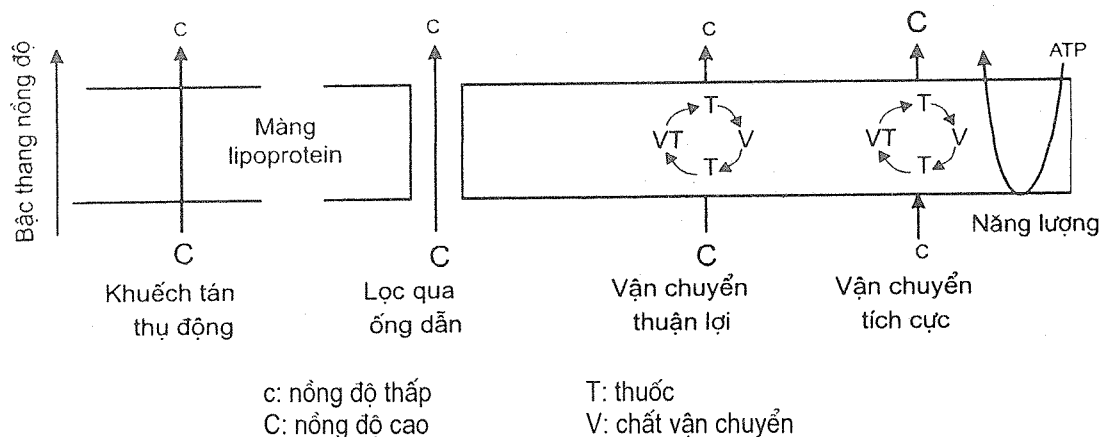 C
C
C
C
ATP
Bậc thang nồng độ
Màng
lipoprotein
T
VT
V
T
T
VT
V
T
C
C
C
c
Năng lượng
Khuếch tán
thụ động
Lọc qua
ống dẫn
Vận chuyển
thuận lợi
Vận chuyển
tích cực
c: nồng độ thấp
T: thuốc
C: nồng độ cao
V: chất vận chuyển